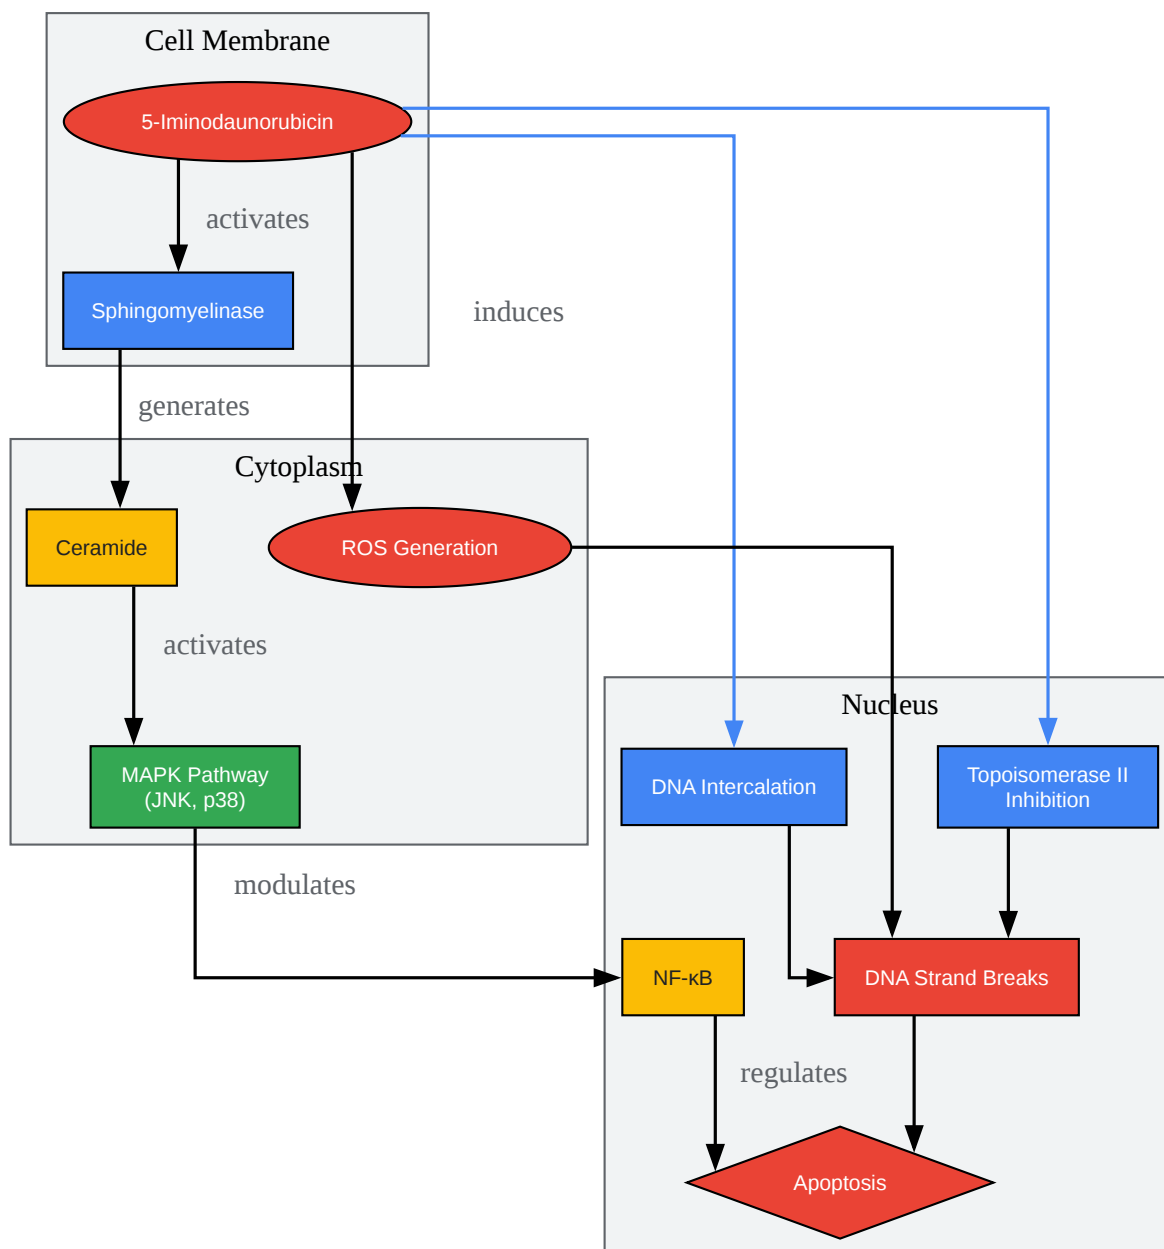 Cell Membrane
5-Iminodaunorubicin
activates
Sphingomyelinase
induces
generates
Cytoplasm
Ceramide
ROS Generation
activates
Nucleus
MAPK Pathway
(JNK, p38)
DNA Intercalation
Topoisomerase II
Inhibition
modulates
NF-κB
DNA Strand Breaks
regulates
Apoptosis